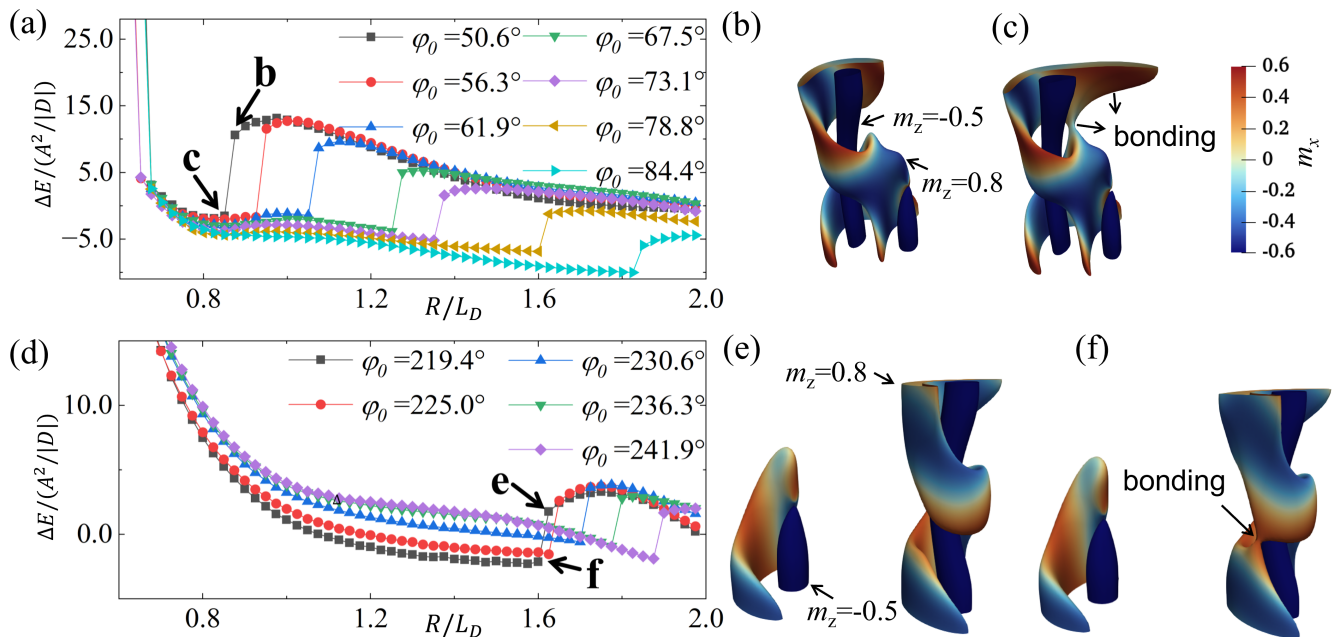 (a)
25.0
15.0
5.0
−5.0
ΔE/(A²/|D|)
0.8
1.2
1.6
2.0
R/L_D
φ₀ =50.6°
φ₀ =56.3°
φ₀ =61.9°
φ₀ =67.5°
φ₀ =73.1°
φ₀ =78.8°
φ₀ =84.4°
b
c
(b)
m_z=-0.5
m_z=0.8
(c)
bonding
0.6
0.4
0.2
0
-0.2
-0.4
-0.6
m_x
(d)
10.0
0.0
ΔE/(A²/|D|)
0.8
1.2
1.6
2.0
R/L_D
φ₀ =219.4°
φ₀ =225.0°
φ₀ =230.6°
φ₀ =236.3°
φ₀ =241.9°
Δ
e
f
(e)
m_z=0.8
m_z=-0.5
(f)
bonding